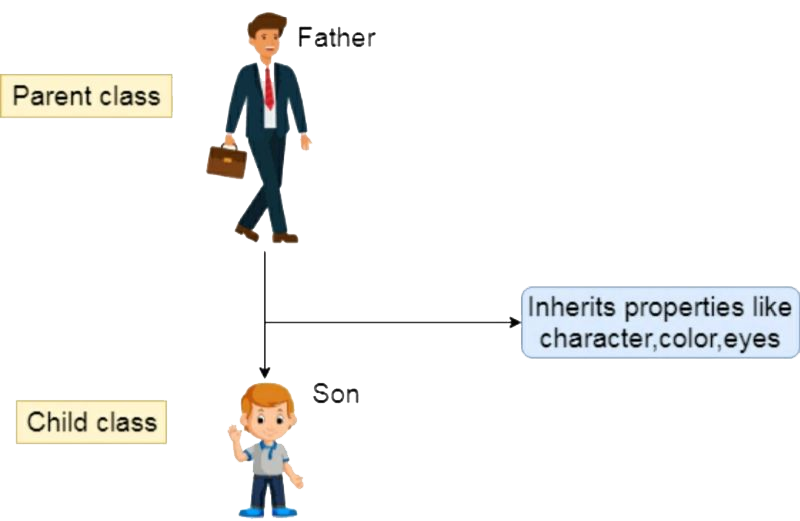 Father
Parent class
Inherits properties like
character,color,eyes
Son
Child class